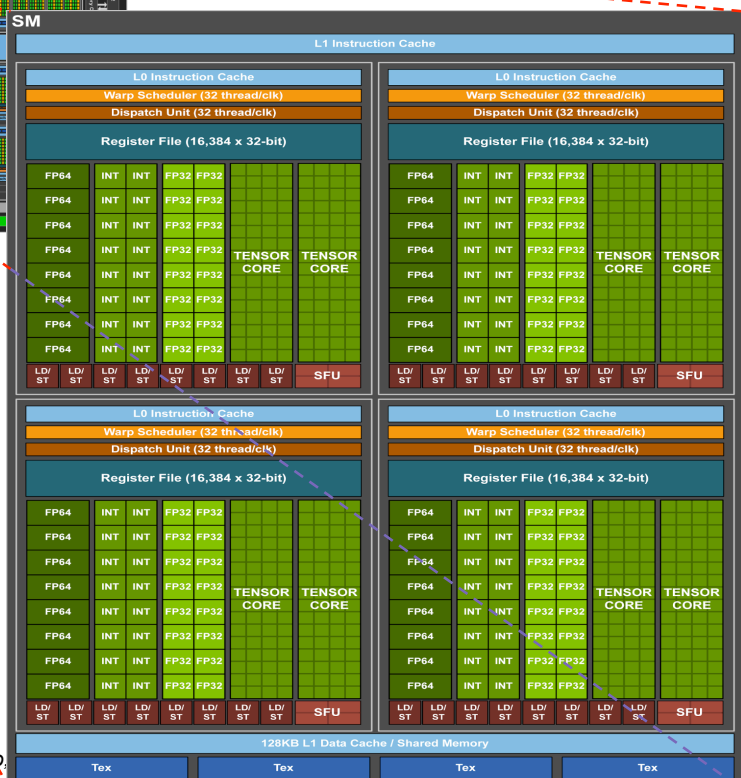 SM
L1 Instruction Cache
L0 Instruction Cache L0 Instruction Cache
Warp Scheduler (32 thread/clk) Warp Scheduler (32 thread/clk)
Dispatch Unit (32 thread/clk) Dispatch Unit (32 thread/clk)
Register File (16,384 x 32-bit) Register File (16,384 x 32-bit)
FP64 INT INT FP32 FP32 FP64 INT INT FP32 FP32
FP64 INT INT FP32 FP32 FP64 INT INT FP32 FP32
FP64 INT INT FP32 FP32 FP64 INT INT FP32 FP32
FP64 INT INT FP32 FP32 TENSOR TENSOR FP64 INT INT FP32 FP32 TENSOR TENSOR
FP64 INT INT FP32 FP32 CORE CORE FP64 INT INT FP32 FP32 CORE CORE
FP64 INT INT FP32 FP32 FP64 INT INT FP32 FP32
FP64 INT INT FP32 FP32 FP64 INT INT FP32 FP32
FP64 INT INT FP32 FP32 FP64 INT INT FP32 FP32
LD/ LD/ LD/ LD/ LD/ LD/ LD/ LD/ SFU LD/ LD/ LD/ LD/ LD/ LD/ LD/ LD/ SFU
ST ST ST ST ST ST ST ST ST ST ST ST ST ST ST ST
L0 Instruction Cache L0 Instruction Cache
Warp Scheduler (32 thread/clk) Warp Scheduler (32 thread/clk)
Dispatch Unit (32 thread/clk) Dispatch Unit (32 thread/clk)
Register File (16,384 x 32-bit) Register File (16,384 x 32-bit)
FP64 INT INT FP32 FP32 FP64 INT INT FP32 FP32
FP64 INT INT FP32 FP32 FP64 INT INT FP32 FP32
FP64 INT INT FP32 FP32 FP64 INT INT FP32 FP32
FP64 INT INT FP32 FP32 TENSOR TENSOR FP64 INT INT FP32 FP32 TENSOR TENSOR
FP64 INT INT FP32 FP32 CORE CORE FP64 INT INT FP32 FP32 CORE CORE
FP64 INT INT FP32 FP32 FP64 INT INT FP32 FP32
FP64 INT INT FP32 FP32 FP64 INT INT FP32 FP32
FP64 INT INT FP32 FP32 FP64 INT INT FP32 FP32
LD/ LD/ LD/ LD/ LD/ LD/ LD/ LD/ SFU LD/ LD/ LD/ LD/ LD/ LD/ LD/ LD/ SFU
ST ST ST ST ST ST ST ST ST ST ST ST ST ST ST ST
128KB L1 Data Cache / Shared Memory
Tex Tex Tex Tex